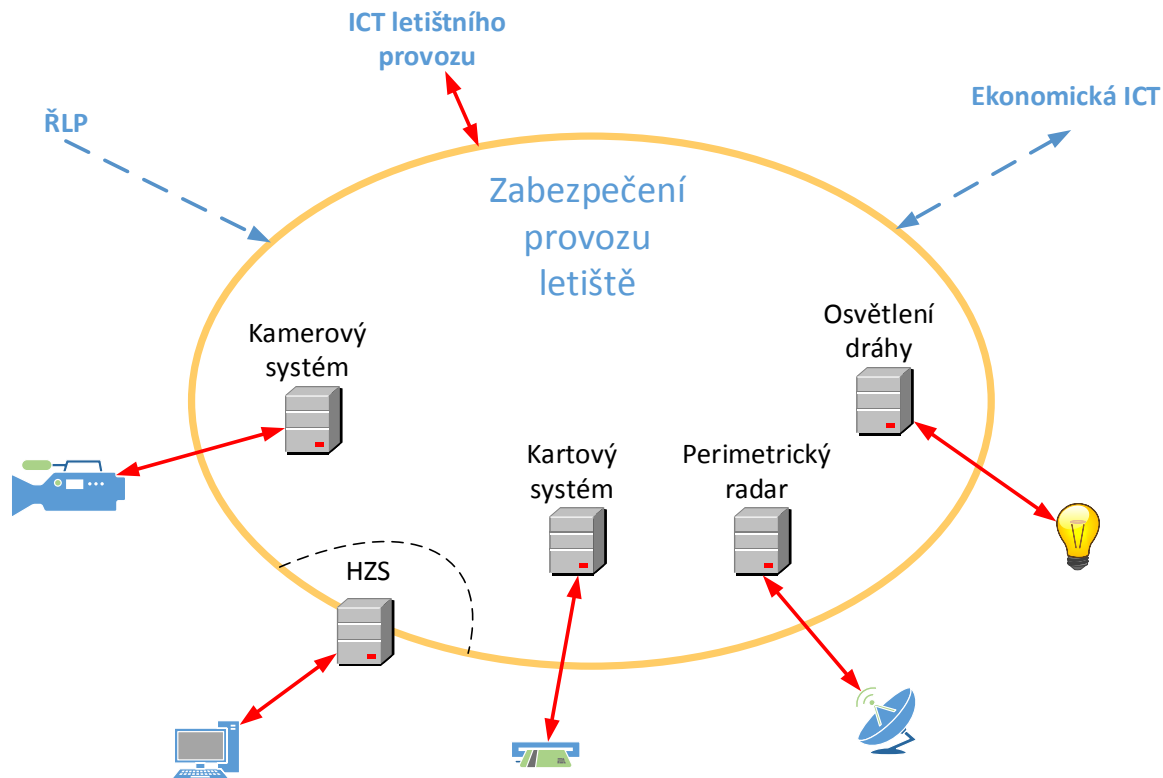 ICT letištního
provozu
Ekonomická ICT
ŘLP
Zabezpečení
provozu
letiště
Osvětlení
dráhy
Kamerový
systém
Kartový
systém
Perimetrický
radar
HZS